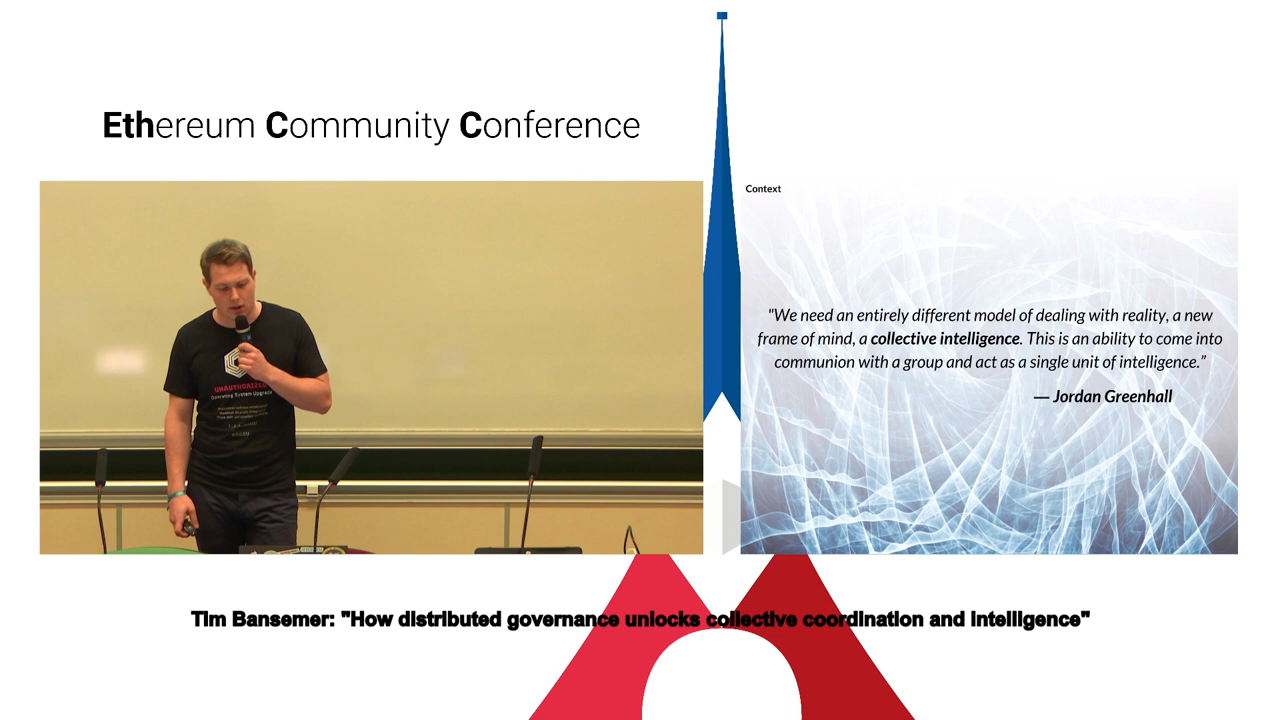 Ethereum Community Conference
Context
"We need an entirely different model of dealing with reality, a new
frame of mind, a collective intelligence. This is an ability to come into
communion with a group and act as a single unit of intelligence.”
— Jordan Greenhall
UNAUTHORIZED
Operating System Upgrade
Tim Bansemer: "How distributed governance unlocks collective coordination and intelligence"